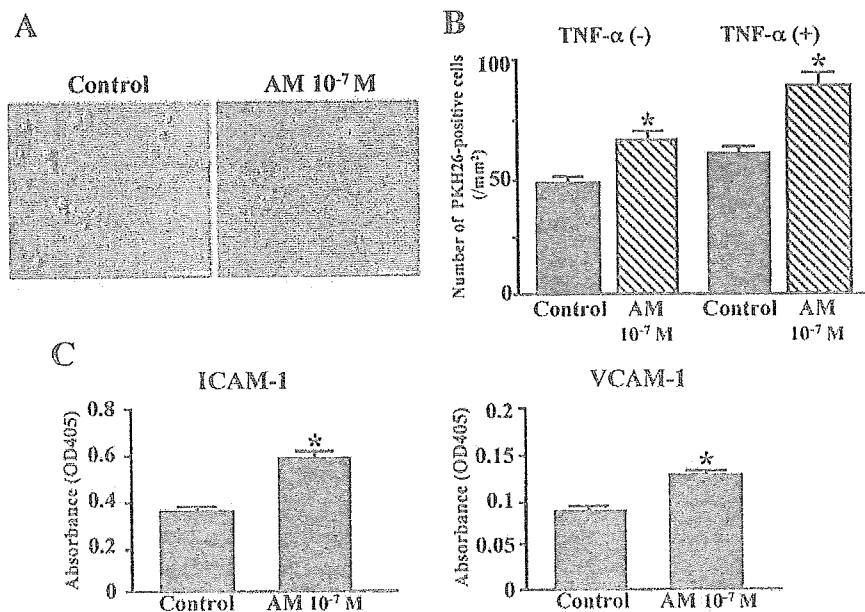 A
Control
AM 10⁻⁷ M
B
TNF-α (-)
TNF-α (+)
Number of PKH26-positive cells
(/mm²)
100
50
0
*
*
Control
AM
10⁻⁷ M
Control
AM
10⁻⁷ M
C
ICAM-1
Absorbance (OD405)
0.8
0.6
0.4
0.4
0
*
Control
AM 10⁻⁷ M
VCAM-1
Absorbance (OD405)
0.2
0.15
0.1
0.05
0
*
Control
AM 10⁻⁷ M